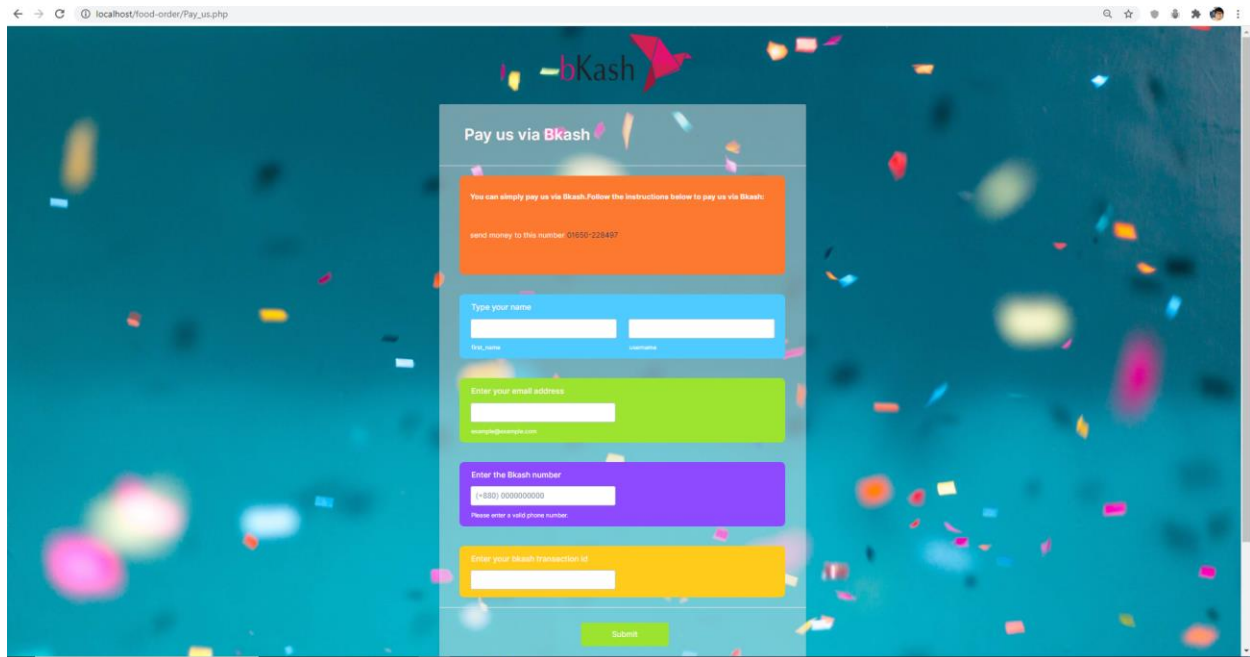 localhost/food-order/Pay_us.php
bKash
Pay us via Bkash
You can simply pay us via Bkash.Follow the instructions below to pay us via Bkash:
send money to this number 01650-228487
Type your name
first_name username
Enter your email address
example@example.com
Enter the Bkash number
(+880) 0000000000
Please enter a valid phone number.
Enter your bkash transection id
Submit